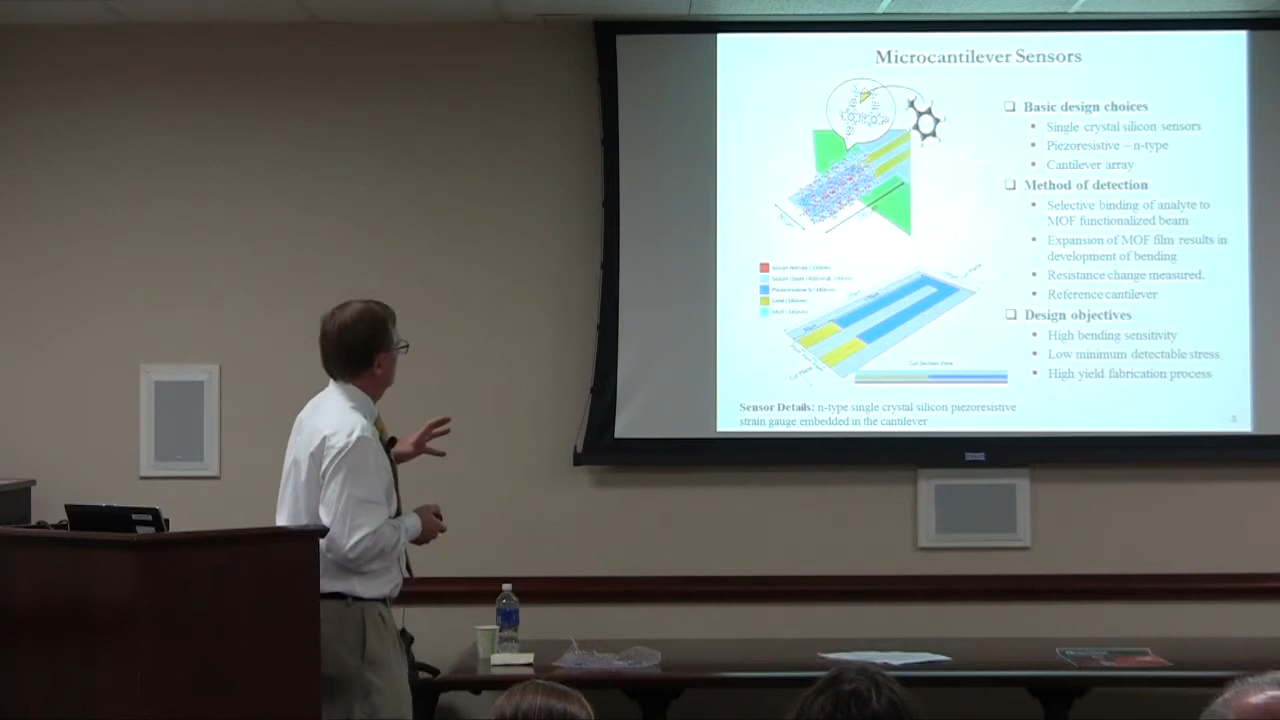 Microcantilever Sensors
❑ Basic design choices
▪ Single crystal silicon sensors
▪ Piezoresistive – n-type
▪ Cantilever array
❑ Method of detection
▪ Selective binding of analyte to
MOF functionalized beam
▪ Expansion of MOF film results in
development of bending
▪ Resistance change measured.
▪ Reference cantilever
❑ Design objectives
▪ High bending sensitivity
▪ Low minimum detectable stress
▪ High yield fabrication process
Cut Section View
Sensor Details: n-type single crystal silicon piezoresistive
strain gauge embedded in the cantilever